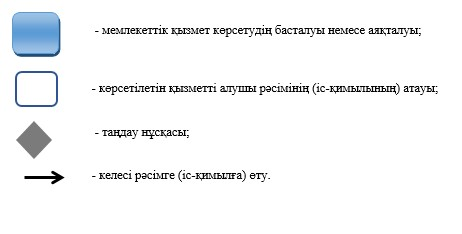 - мемлекеттік қызмет көрсетудің басталуы немесе аяқталуы;
- көрсетілетін қызметті алушы рәсімінің (іс-қимылының) атауы;
- таңдау нұсқасы;
- келесі рәсімге (іс-қимылға) өту.